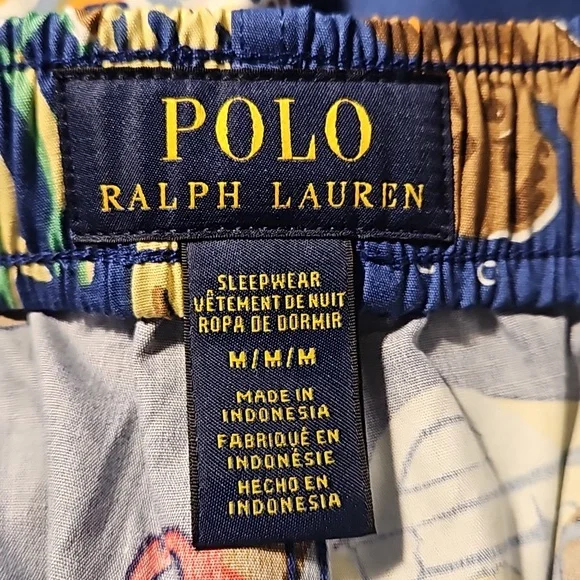 POLO
RALPH LAUREN
SLEEPWEAR
VÊTEMENT DE NUIT
ROPA DE DORMIR
M/M/M
MADE IN
INDONESIA
FABRIQUÉ EN
INDONÉSIE
HECHO EN
INDONESIA